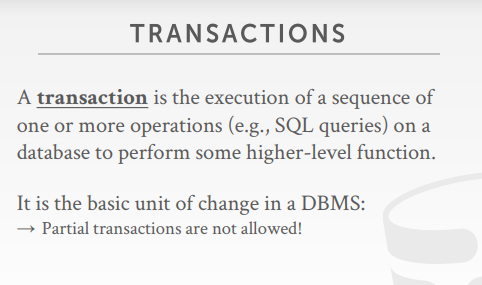 TRANSACTIONS
A transaction is the execution of a sequence of
one or more operations (e.g., SQL queries) on a
database to perform some higher-level function.
It is the basic unit of change in a DBMS:
→ Partial transactions are not allowed!